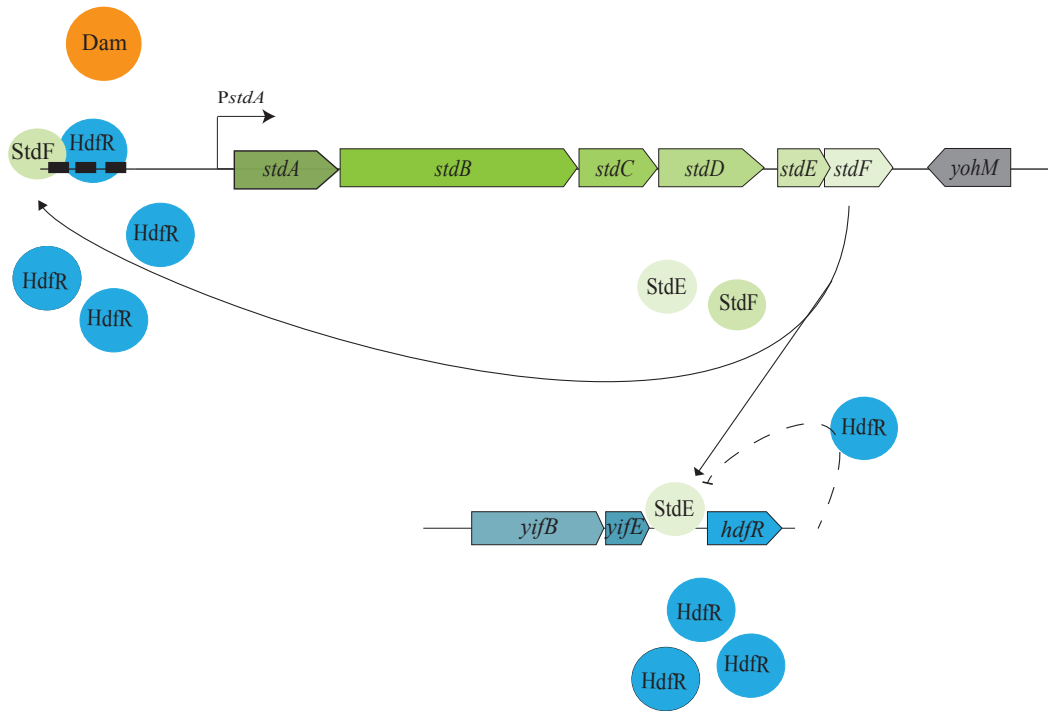 Dam
PstdA
StdF
HdfR
stdA
stdB
stdC
stdD
stdE
stdF
yohM
HdfR
HdfR
HdfR
StdE
StdF
HdfR
StdE
yifB
yifE
hdfR
HdfR
HdfR
HdfR